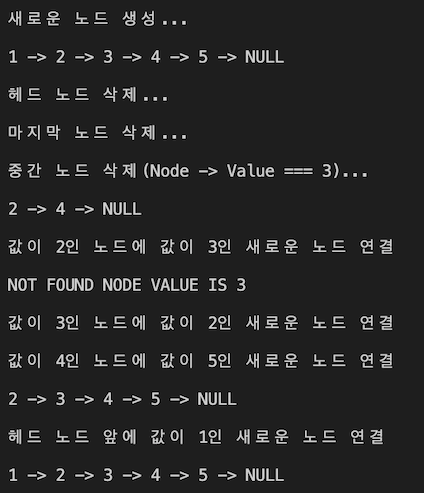 새로운 노드 생성...
1 -> 2 -> 3 -> 4 -> 5 -> NULL
헤드 노드 삭제...
마지막 노드 삭제...
중간 노드 삭제(Node -> Value === 3)...
2 -> 4 -> NULL
값이 2인 노드에 값이 3인 새로운 노드 연결
NOT FOUND NODE VALUE IS 3
값이 3인 노드에 값이 2인 새로운 노드 연결
값이 4인 노드에 값이 5인 새로운 노드 연결
2 -> 3 -> 4 -> 5 -> NULL
헤드 노드 앞에 값이 1인 새로운 노드 연결
1 -> 2 -> 3 -> 4 -> 5 -> NULL